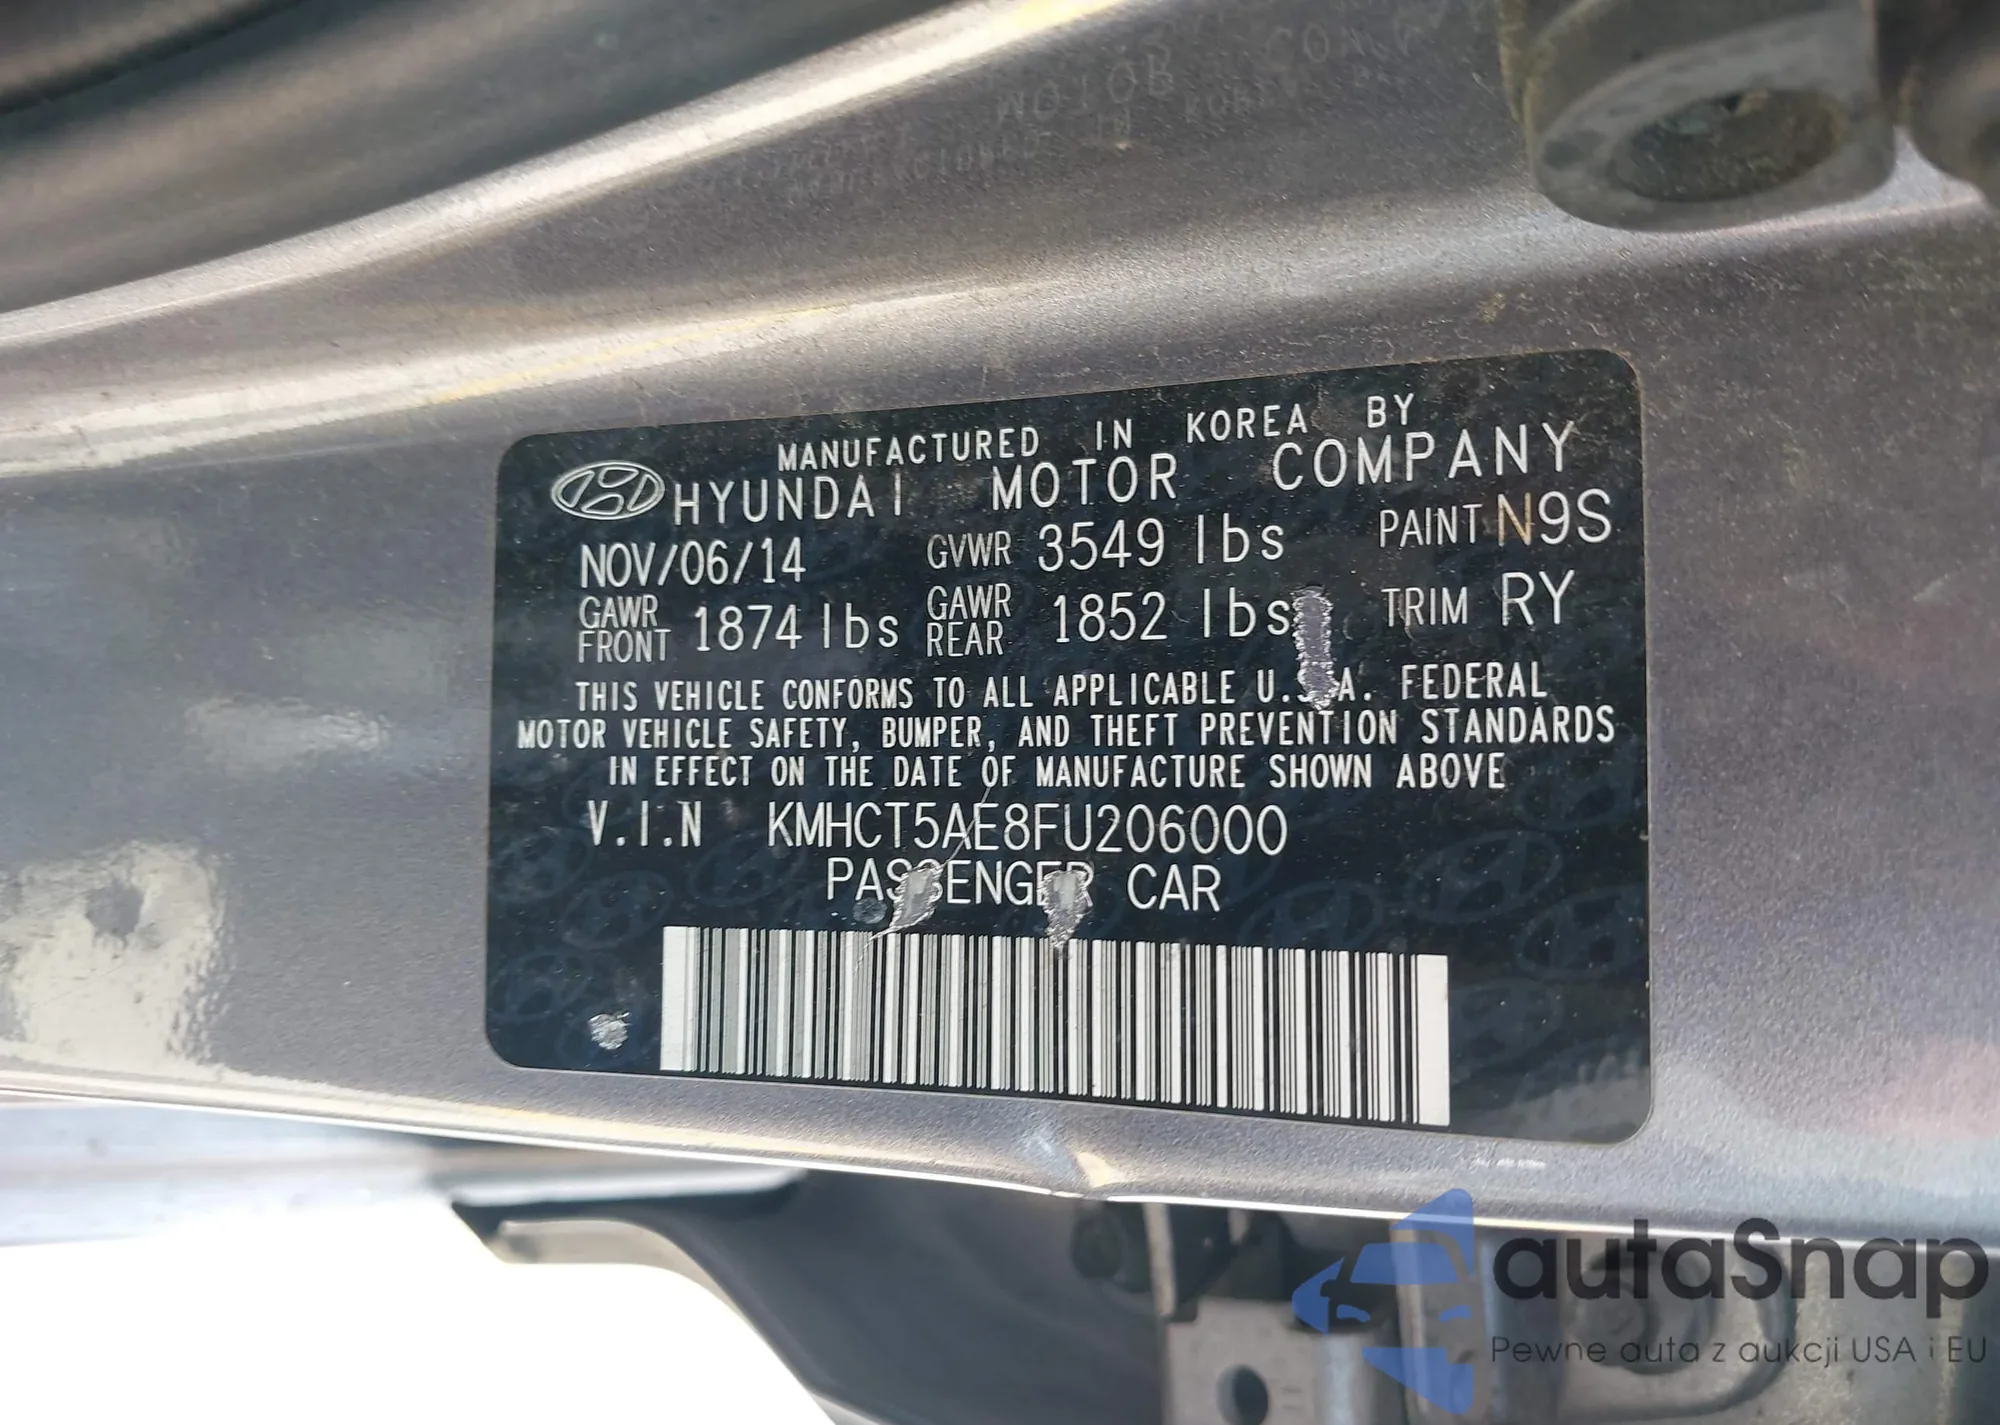 MANUFACTURED IN KOREA BY
HYUNDAI MOTOR COMPANY
NOV/06/14 GVWR 3549 lbs PAINT N9S
GAWR FRONT 1874 lbs GAWR REAR 1852 lbs TRIM RY
THIS VEHICLE CONFORMS TO ALL APPLICABLE U.S.A. FEDERAL
MOTOR VEHICLE SAFETY, BUMPER, AND THEFT PREVENTION STANDARDS
IN EFFECT ON THE DATE OF MANUFACTURE SHOWN ABOVE
V.I.N KMHCT5AE8FU206000
PASSENGER CAR
autaSnap
Pewne auta z aukcji USA i EU